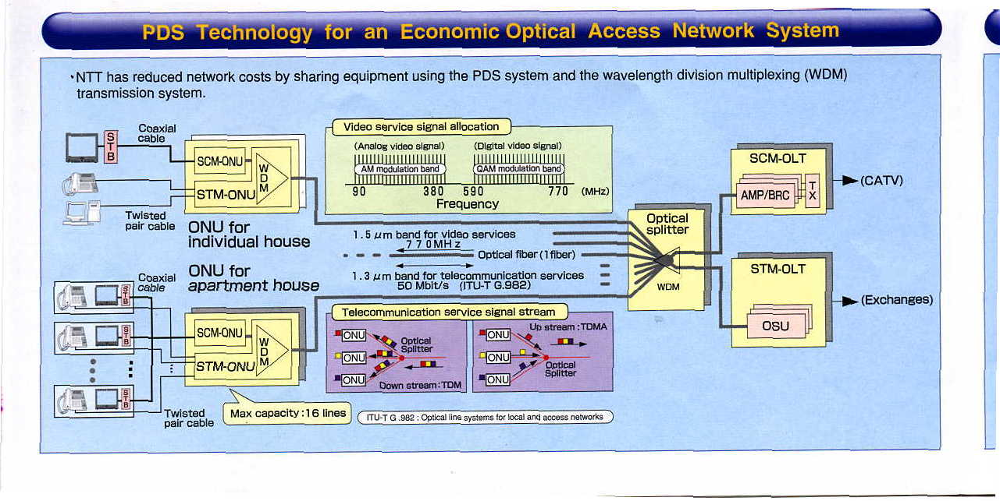 PDS Technology for an Economic Optical Access Network System
･NTT has reduced network costs by sharing equipment using the PDS system and the wavelength division multiplexing (WDM)
transmission system.
Coaxial
cable
STB
SCM-ONU
STM-ONU
WDM
Twisted
pair cable
ONU for
individual house
Video service signal allocation
(Analog video signal)
(Digital video signal)
AM modulation band
QAM modulation band
90 380 590 770 (MHz)
Frequency
1.5 μm band for video services
770MHz
Optical fiber (1fiber)
1.3 μm band for telecommunication services
50 Mbit/s (ITU-T G.982)
Optical
splitter
WDM
SCM-OLT
AMP/BRC
TX
(CATV)
STM-OLT
OSU
(Exchanges)
ONU for
apartment house
Coaxial
cable
STB
STB
STB
SCM-ONU
STM-ONU
WDM
Twisted
pair cable
Max capacity:16 lines
Telecommunication service signal stream
ONU
ONU
ONU
Optical
Splitter
Down stream:TDM
Up stream:TDMA
ONU
ONU
ONU
Optical
Splitter
ITU-T G .982 : Optical line systems for local and access networks